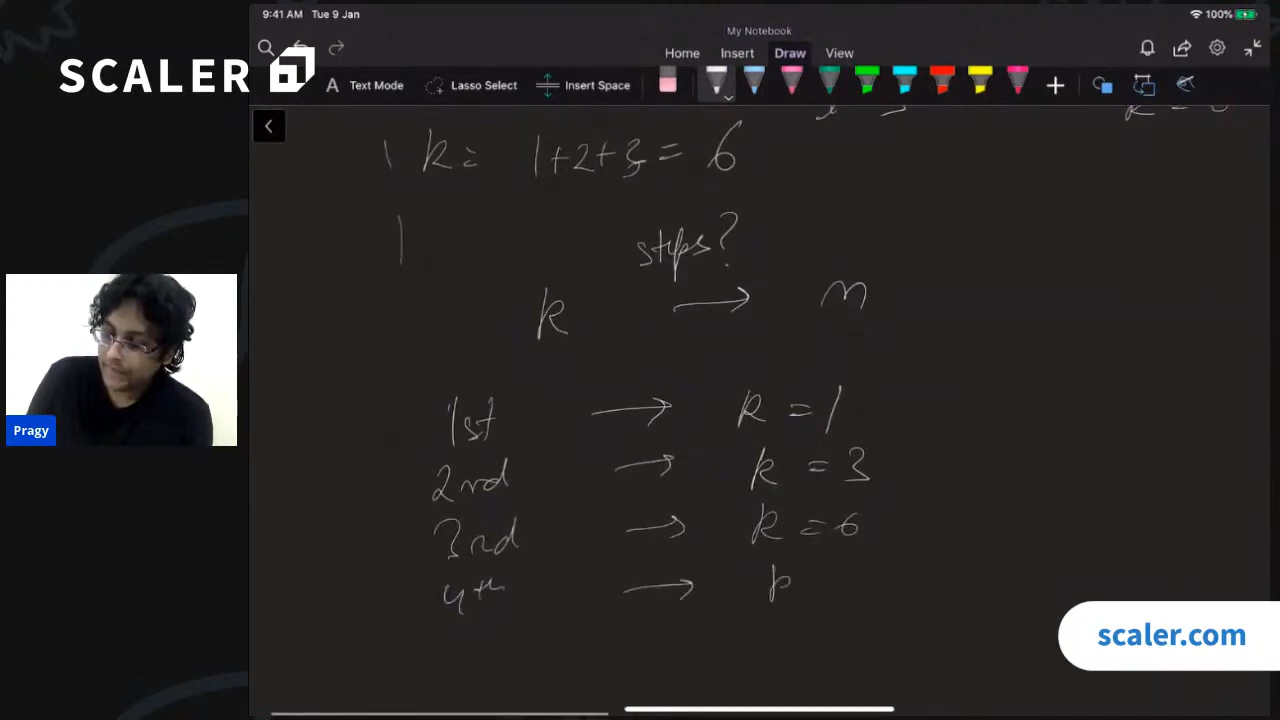 9:41 AM Tue 9 Jan
100%
My Notebook
Home Insert Draw View
SCALER
Text Mode Lasso Select Insert Space
k = 1+2+3 = 6
steps?
k → n
1st → k = 1
2nd → k = 3
3rd → k = 6
4th →
Pragy
scaler.com